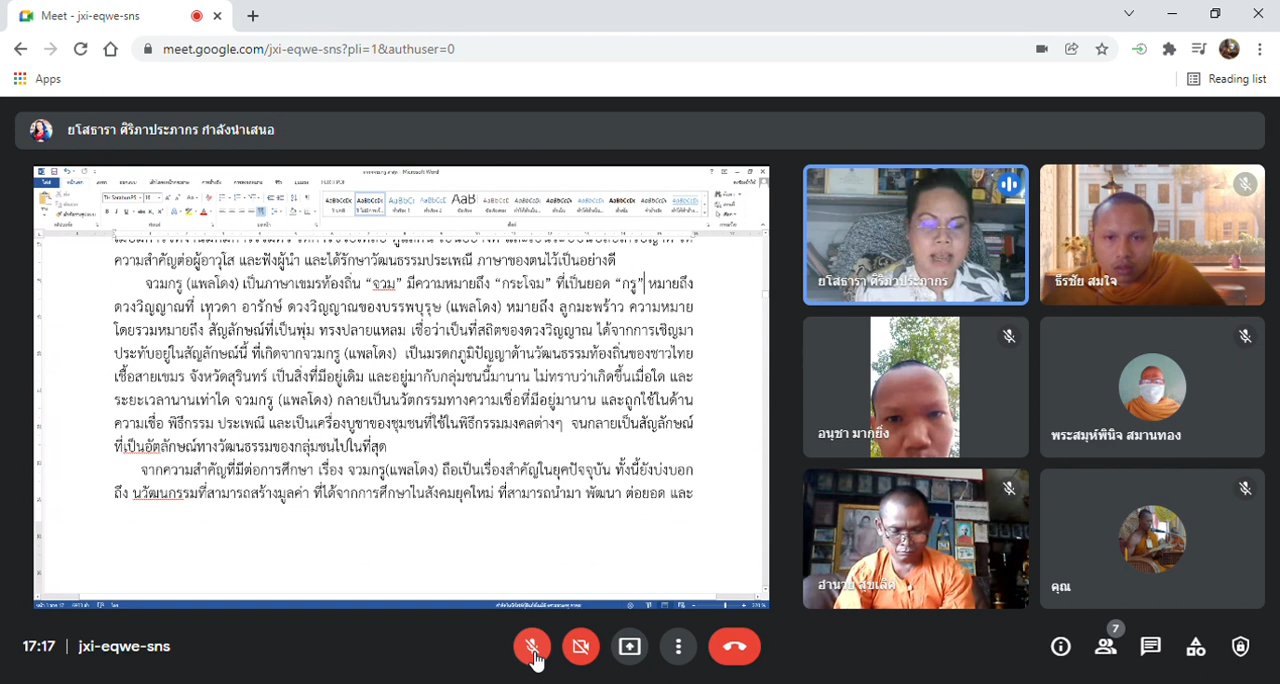 Meet - jxi-eqwe-sns
meet.google.com/jxi-eqwe-sns?pli=1&authuser=0
Apps
Reading list
ยโสธารา ศิริภาประภากร กำลังนำเสนอ
ความสำคัญต่อผู้อาวุโส และฟังผู้นำ และได้รักษาวัฒนธรรมประเพณี ภาษาของตนไว้เป็นอย่างดี
จวมกรู (แพลโดง) เป็นภาษาเขมรท้องถิ่น “จวม” มีความหมายถึง “กระโจม” ที่เป็นยอด “กรู” หมายถึง
ดวงวิญญาณที่ เทวดา อารักษ์ ดวงวิญญาณของบรรพบุรุษ (แพลโดง) หมายถึง ลูกมะพร้าว ความหมาย
โดยรวมหมายถึง สัญลักษณ์ที่เป็นพุ่ม ทรงปลายแหลม เชื่อว่าเป็นที่สถิตของดวงวิญญาณ ได้จากการเชิญมา
ประทับอยู่ในสัญลักษณ์นี้ ที่เกิดจากจวมกรู (แพลโดง) เป็นมรดกภูมิปัญญาด้านวัฒนธรรมท้องถิ่นของชาวไทย
เชื้อสายเขมร จังหวัดสุรินทร์ เป็นสิ่งที่มีอยู่เดิม และอยู่มากับกลุ่มชนนี้มานาน ไม่ทราบว่าเกิดขึ้นเมื่อใด และ
ระยะเวลานานเท่าใด จวมกรู (แพลโดง) กลายเป็นนวัตกรรมทางความเชื่อที่มีอยู่มานาน และถูกใช้ในด้าน
ความเชื่อ พิธีกรรม ประเพณี และเป็นเครื่องบูชาของชุมชนที่ใช้ในพิธีกรรมมงคลต่างๆ จนกลายเป็นสัญลักษณ์
ที่เป็นอัตลักษณ์ทางวัฒนธรรมของกลุ่มชนไปในที่สุด
จากความสำคัญที่มีต่อการศึกษา เรื่อง จวมกรู(แพลโดง) ถือเป็นเรื่องสำคัญในยุคปัจจุบัน ทั้งนี้ยังบ่งบอก
ถึง นวัฒนกรรมที่สามารถสร้างมูลค่า ที่ได้จากการศึกษาในสังคมยุคใหม่ ที่สามารถนำมา พัฒนา ต่อยอด และ
ยโสธารา ศิริภาประภากร
ธีรชัย สมใจ
อนุชา มากยิ่ง
พระสมุห์พินิจ สมานทอง
อำนวย สุขเลิศ
คุณ
17:17 | jxi-eqwe-sns
7